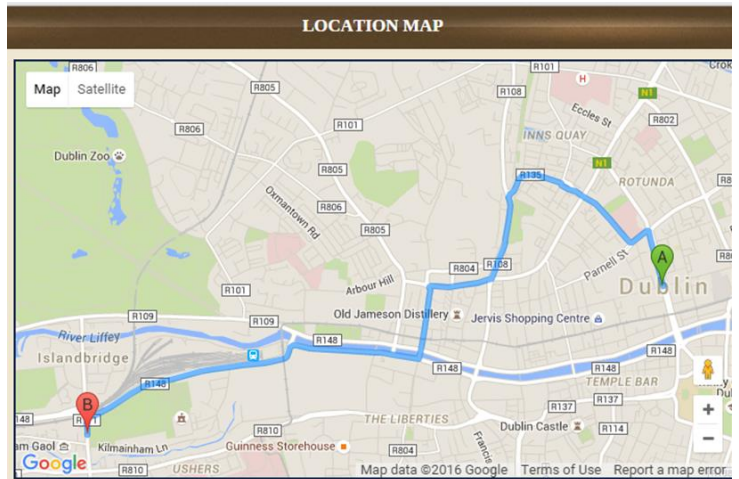 LOCATION MAP
R806
Map Satellite
R805
R101
R108
H
N1
Eccles St
R802
R806
R101
INNS QUAY
Dublin Zoo
R805
N1
R135
ROTUNDA
Oxmantown Rd
R806
R805
A
Parnell St
R804
R108
Dublin
R101
Arbour Hill
Old Jameson Distillery
Jervis Shopping Centre
R109
R109
River Liffey
R148
R148
Islandbridge
R148
R148
R148
TEMPLE BAR
B
R137
R137
148
THE LIBERTIES
Dublin Castle
R114
R810
am Gaol
Kilmainham Ln
Guinness Storehouse
R804
Francis
Google
R810
USHERS
Map data ©2016 Google
Terms of Use
Report a map error